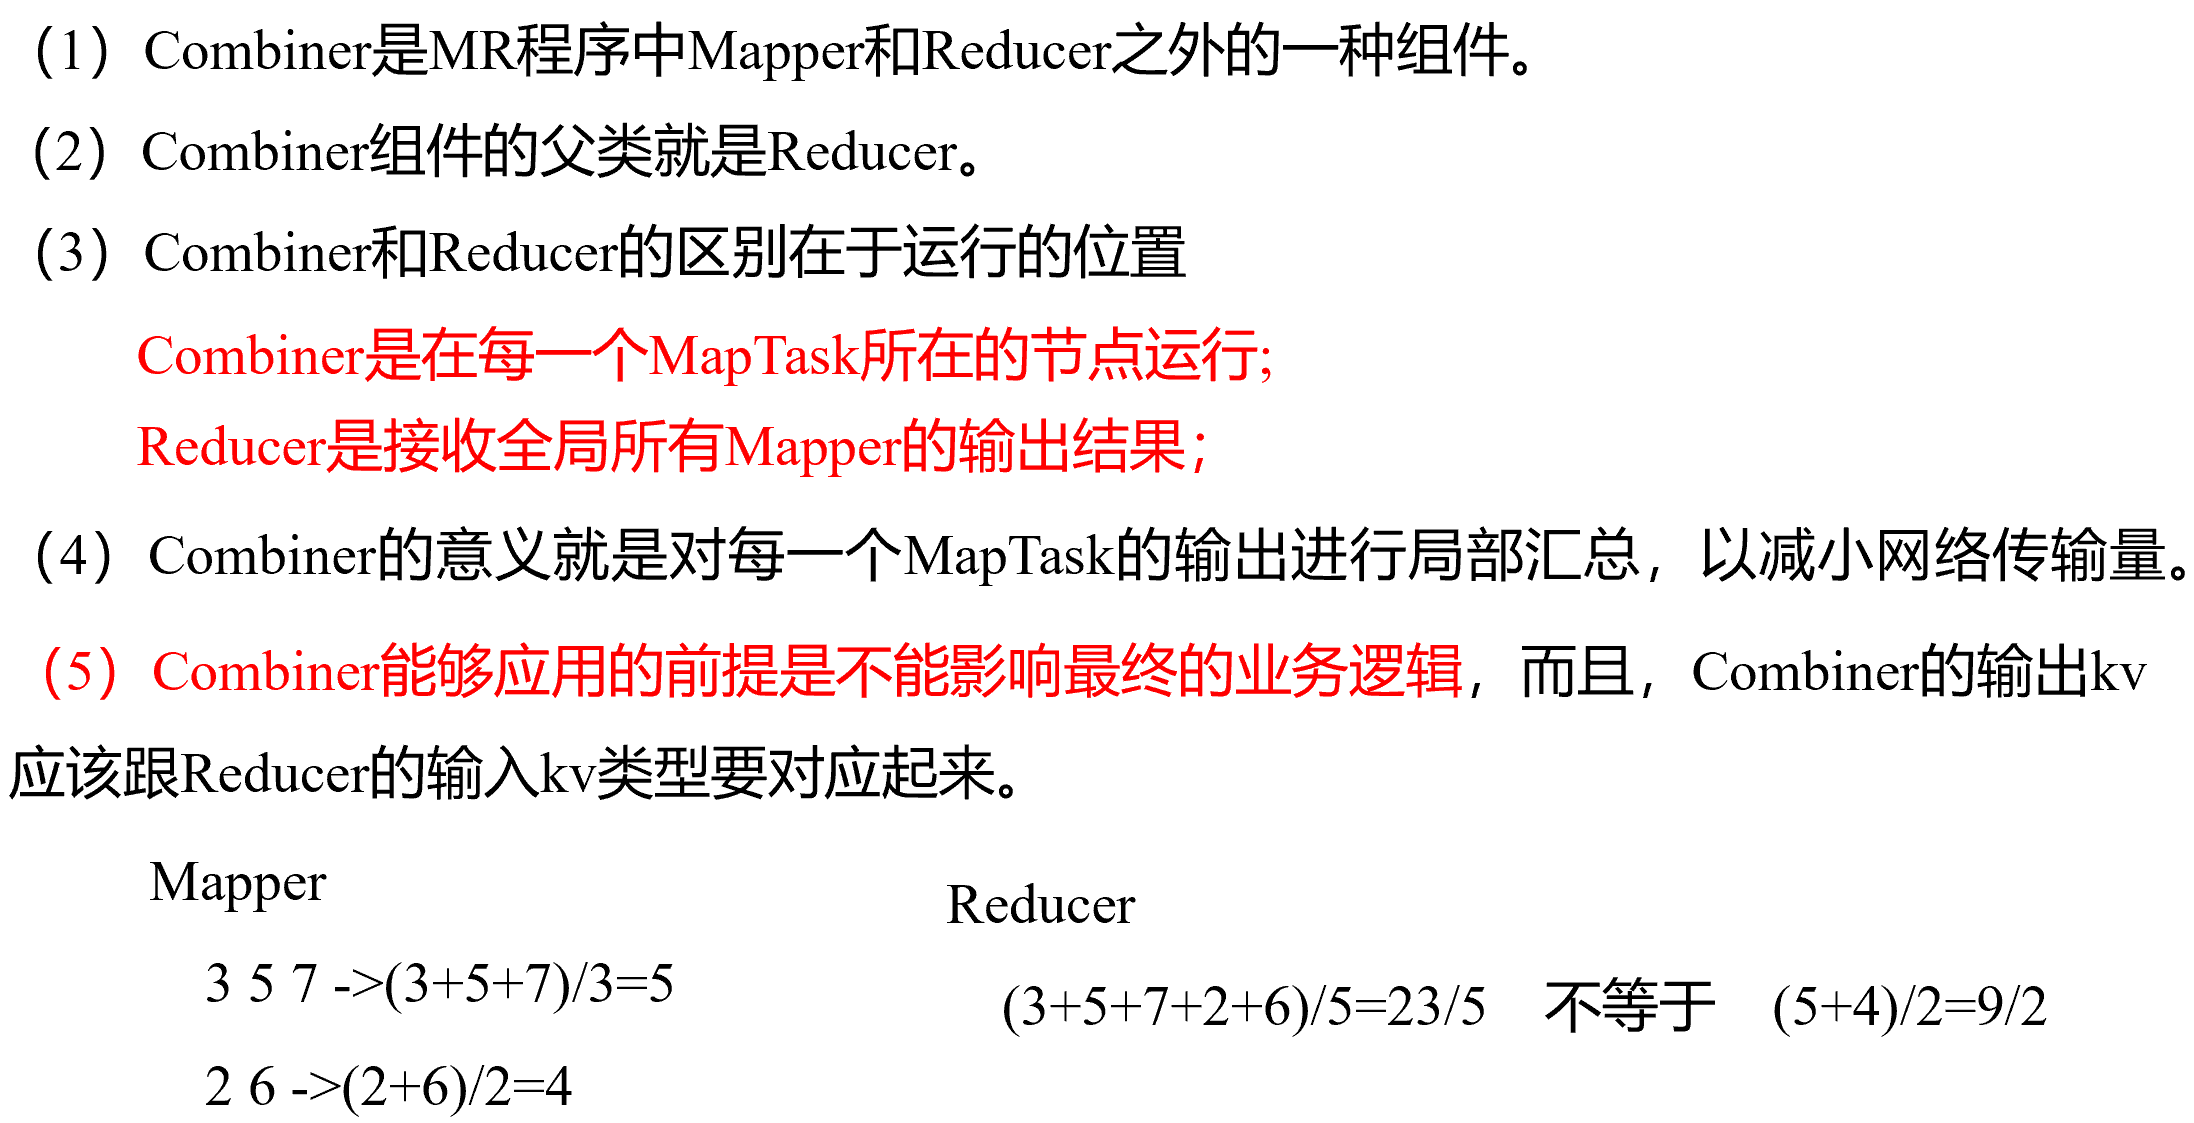 （1）Combiner是MR程序中Mapper和Reducer之外的一种组件。
（2）Combiner组件的父类就是Reducer。
（3）Combiner和Reducer的区别在于运行的位置
Combiner是在每一个MapTask所在的节点运行;
Reducer是接收全局所有Mapper的输出结果；
（4）Combiner的意义就是对每一个MapTask的输出进行局部汇总，以减小网络传输量。
（5）Combiner能够应用的前提是不能影响最终的业务逻辑，而且，Combiner的输出kv
应该跟Reducer的输入kv类型要对应起来。
Mapper
3 5 7 ->(3+5+7)/3=5
2 6 ->(2+6)/2=4
Reducer
(3+5+7+2+6)/5=23/5 不等于 (5+4)/2=9/2